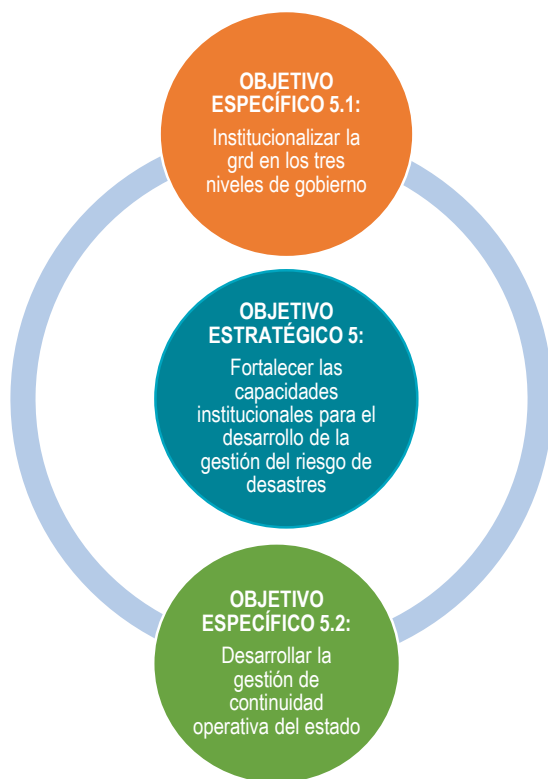 OBJETIVO
ESPECÍFICO 5.1:
Institucionalizar la
grd en los tres
niveles de gobierno
OBJETIVO
ESTRATÉGICO 5:
Fortalecer las
capacidades
institucionales para el
desarrollo de la
gestión del riesgo de
desastres
OBJETIVO
ESPECÍFICO 5.2:
Desarrollar la
gestión de
continuidad
operativa del estado